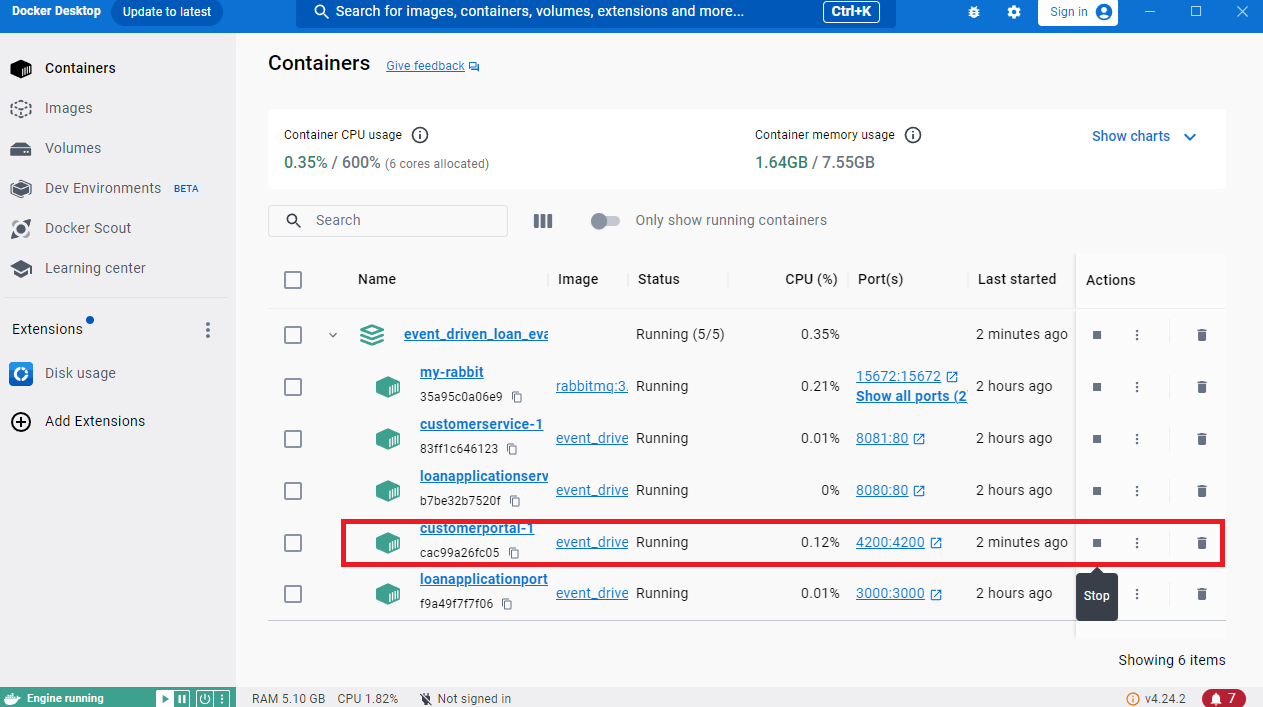 Docker Desktop Update to latest Search for images, containers, volumes, extensions and more... Ctrl+K Sign in
Containers
Images
Volumes
Dev Environments BETA
Docker Scout
Learning center
Extensions
Disk usage
Add Extensions
Containers Give feedback
Container CPU usage
0.35% / 600% (6 cores allocated)
Container memory usage
1.64GB / 7.55GB
Show charts
Search
Only show running containers
Name Image Status CPU (%) Port(s) Last started Actions
event_driven_loan_eva Running (5/5) 0.35% 2 minutes ago
my-rabbit
35a95c0a06e9
rabbitmq:3. Running 0.21%
15672:15672
Show all ports (2
2 hours ago
customerservice-1
83ff1c646123
event_drive Running 0.01% 8081:80 2 hours ago
loanapplicationserv
b7be32b7520f
event_drive Running 0% 8080:80 2 hours ago
customerportal-1
cac99a26fc05
event_drive Running 0.12% 4200:4200 2 minutes ago
loanapplicationport
f9a49f7f7f06
event_drive Running 0.01% 3000:3000 2 hours ago
Stop
Showing 6 items
Engine running
RAM 5.10 GB CPU 1.82% Not signed in
v4.24.2
7